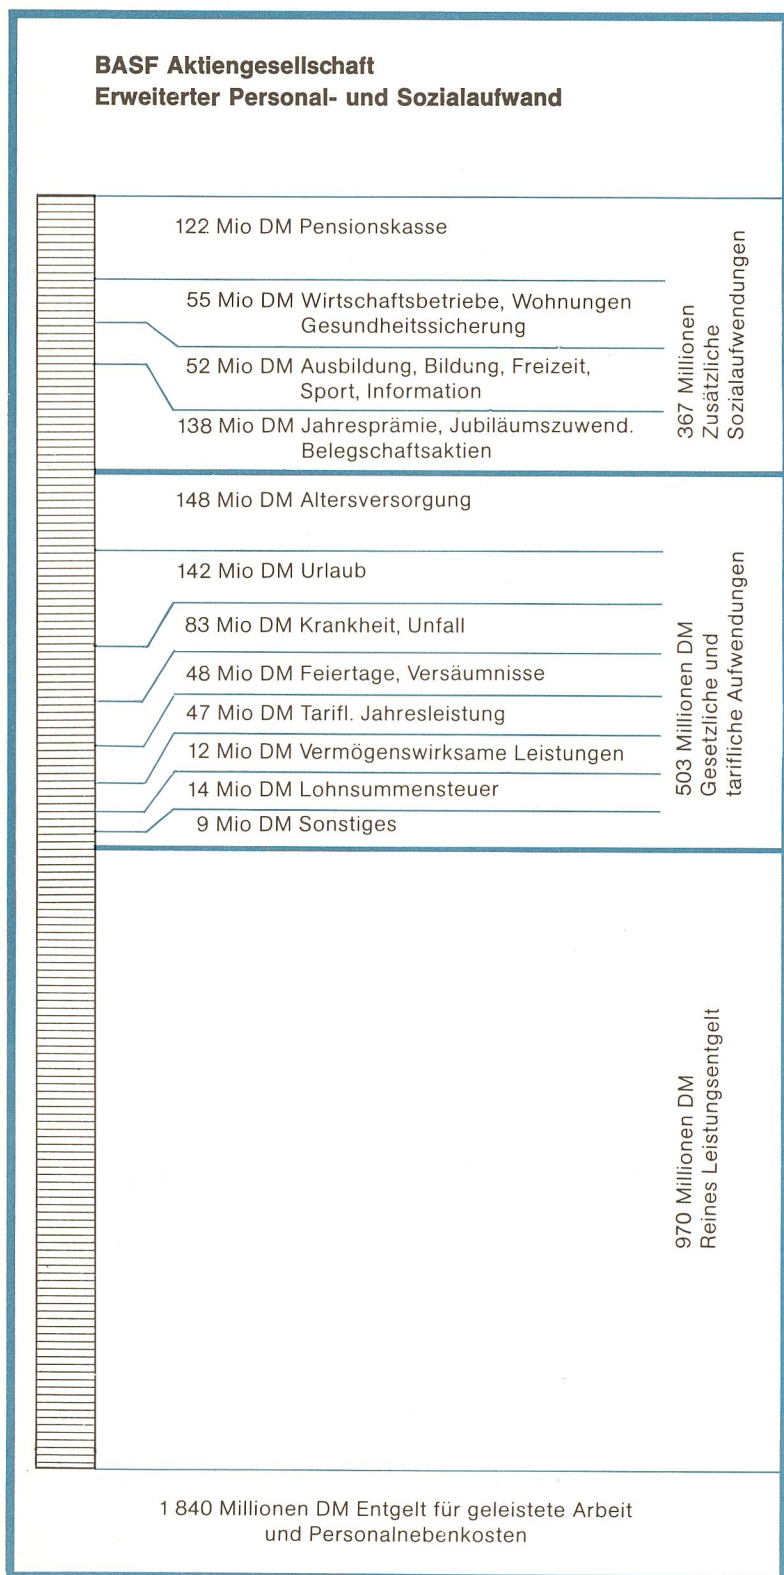 BASF Aktiengesellschaft
Erweiterter Personal- und Sozialaufwand
122 Mio DM Pensionskasse
55 Mio DM Wirtschaftsbetriebe, Wohnungen
Gesundheitssicherung
52 Mio DM Ausbildung, Bildung, Freizeit,
Sport, Information
138 Mio DM Jahresprämie, Jubiläumszuwend.
Belegschaftsaktien
367 Millionen
Zusätzliche
Sozialaufwendungen
148 Mio DM Altersversorgung
142 Mio DM Urlaub
83 Mio DM Krankheit, Unfall
48 Mio DM Feiertage, Versäumnisse
47 Mio DM Tarifl. Jahresleistung
12 Mio DM Vermögenswirksame Leistungen
14 Mio DM Lohnsummensteuer
9 Mio DM Sonstiges
503 Millionen DM
Gesetzliche und
tarifliche Aufwendungen
970 Millionen DM
Reines Leistungsentgelt
1 840 Millionen DM Entgelt für geleistete Arbeit
und Personalnebenkosten